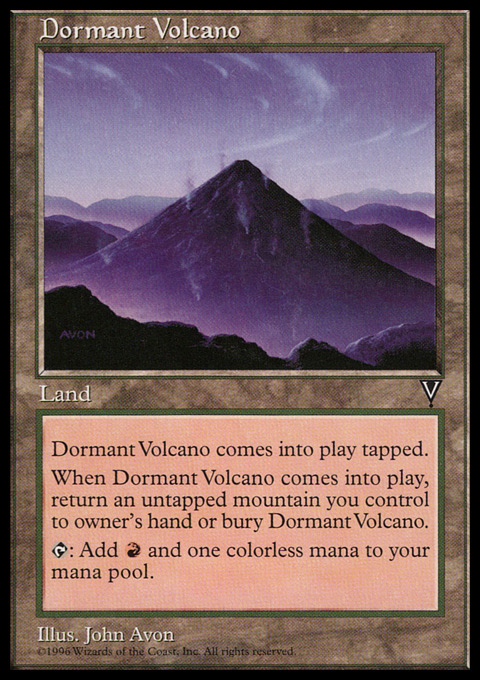 Dormant Volcano
AVON
Land
V
Dormant Volcano comes into play tapped.
When Dormant Volcano comes into play,
return an untapped mountain you control
to owner's hand or bury Dormant Volcano.
: Add and one colorless mana to your
mana pool.
Illus. John Avon
©1996 Wizards of the Coast, Inc. All rights reserved.